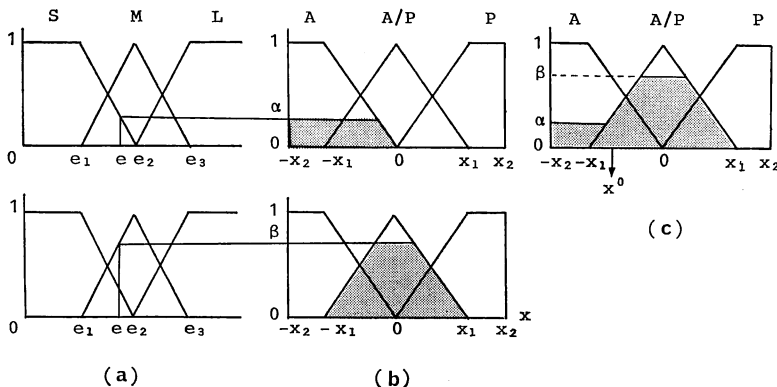 S M L A A/P P A A/P P
1 1 1
β
α α
0 e₁ e e₂ e₃ 0 -x₂ -x₁ 0 x₁ x₂ 0 -x₂ -x₁ 0 x₁ x₂
x⁰
(c)
1 1
β
0 e₁ e e₂ e₃ 0 -x₂ -x₁ 0 x₁ x₂ x
(a) (b)